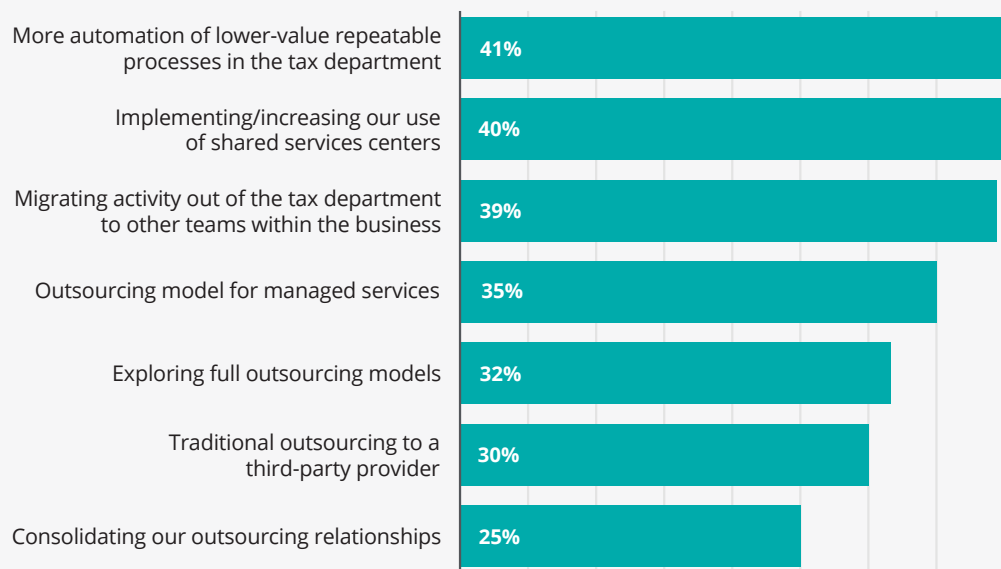 More automation of lower-value repeatable
processes in the tax department
41%
Implementing/increasing our use
of shared services centers
40%
Migrating activity out of the tax department
to other teams within the business
39%
Outsourcing model for managed services
35%
Exploring full outsourcing models
32%
Traditional outsourcing to a
third-party provider
30%
Consolidating our outsourcing relationships
25%